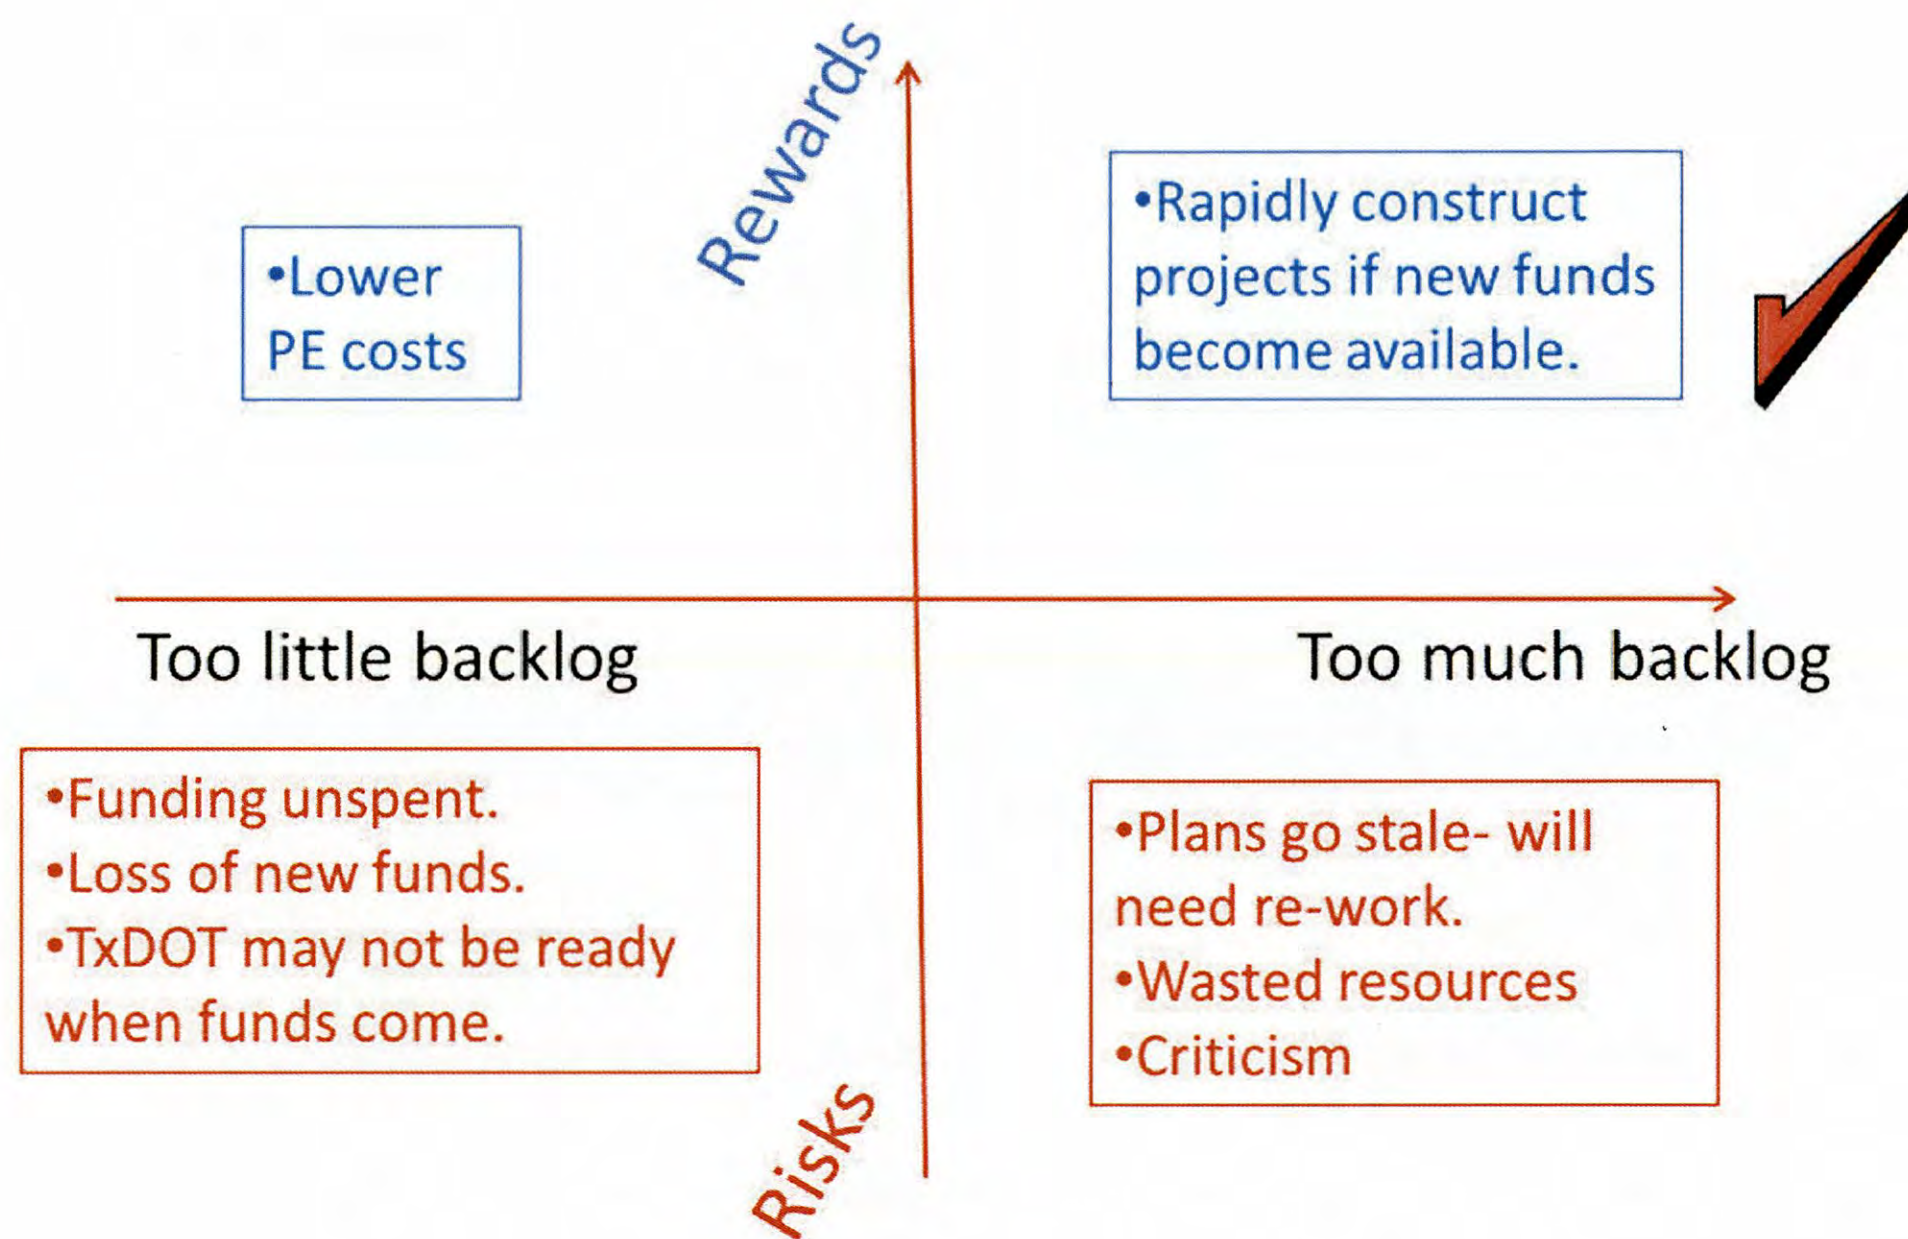 Rewards
•Lower
PE costs
•Rapidly construct
projects if new funds
become available.
Too little backlog
Too much backlog
•Funding unspent.
•Loss of new funds.
•TxDOT may not be ready
when funds come.
•Plans go stale- will
need re-work.
•Wasted resources
•Criticism
Risks